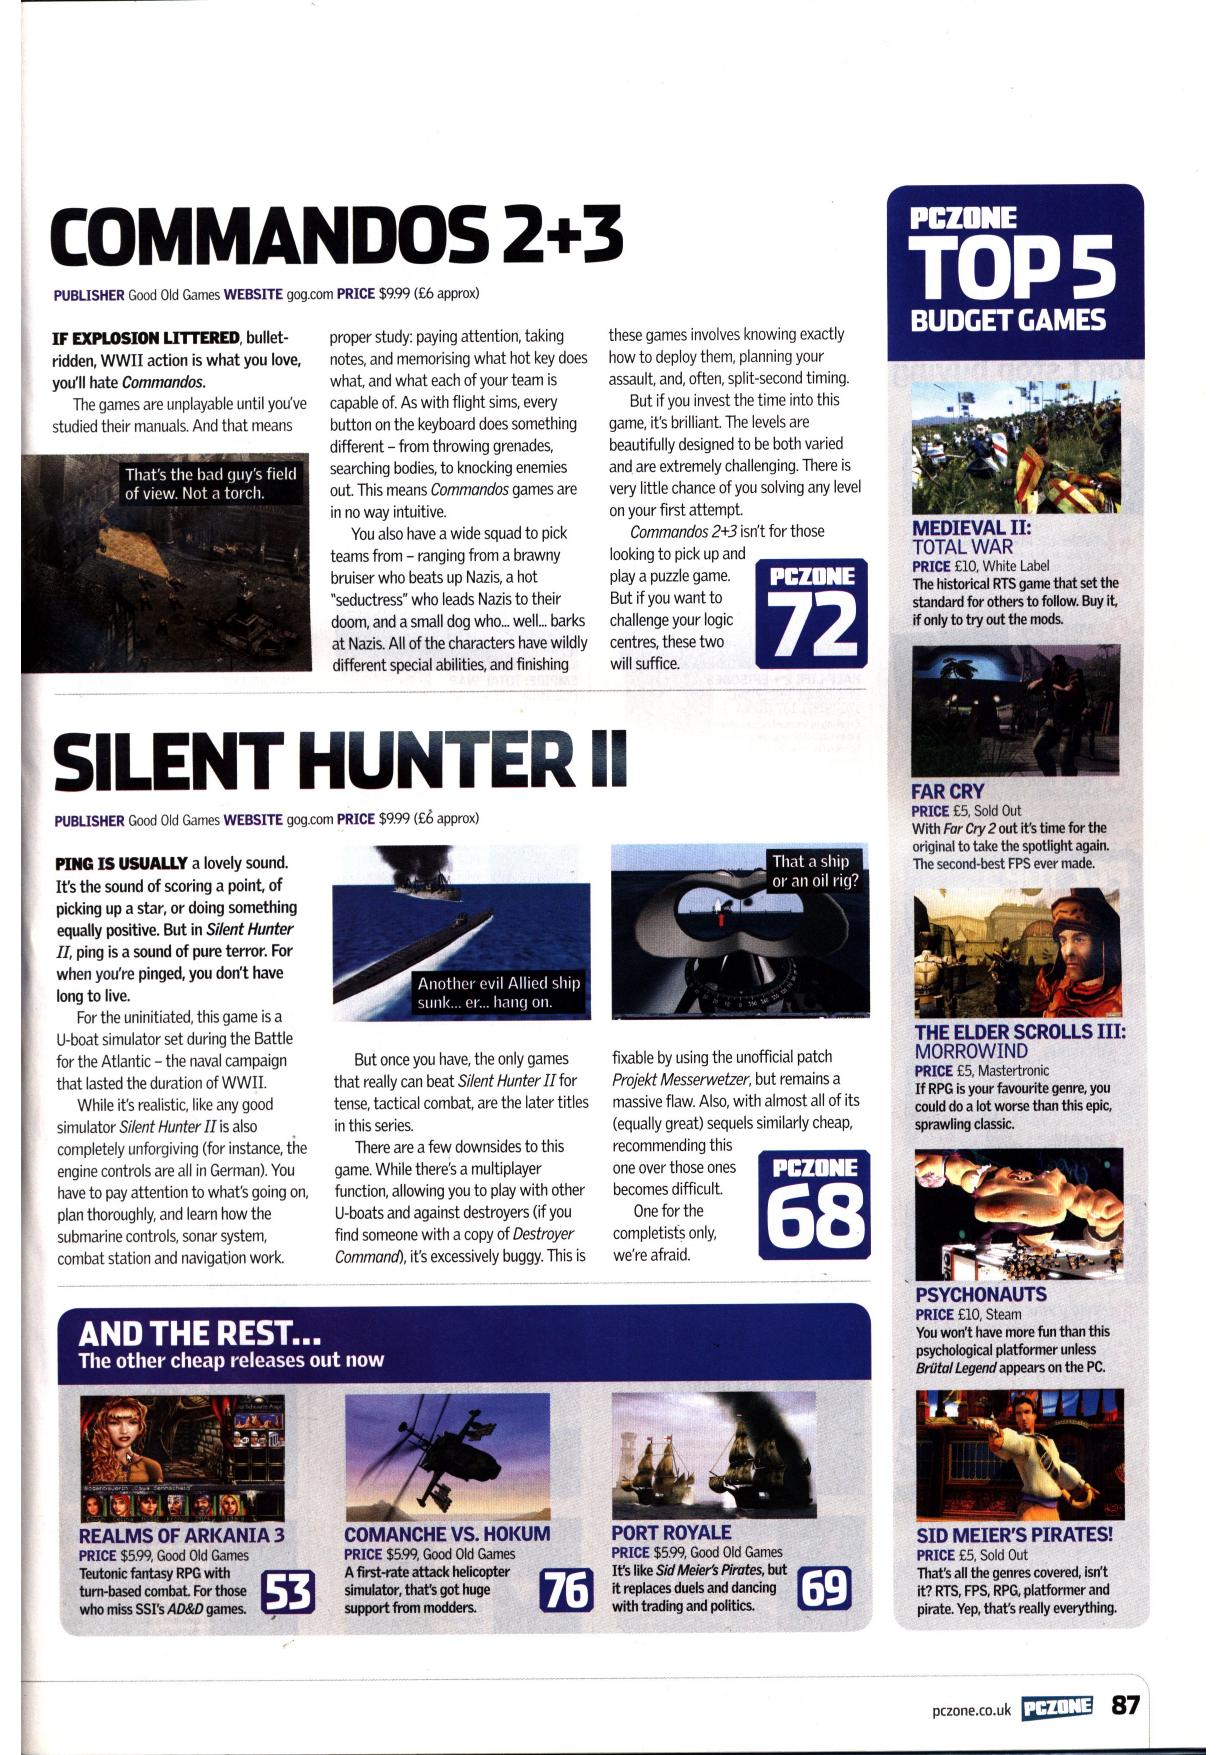 COMMANDOS 2+3
PUBLISHER Good Old Games WEBSITE gog.com PRICE $9.99 (£6 approx)
IF EXPLOSION LITTERED, bullet-
ridden, WWII action is what you love,
you'll hate Commandos.
The games are unplayable until you've
studied their manuals. And that means
That's the bad guy's field
of view. Not a torch.
proper study: paying attention, taking
notes, and memorising what hot key does
what, and what each of your team is
capable of. As with flight sims, every
button on the keyboard does something
different – from throwing grenades,
searching bodies, to knocking enemies
out. This means Commandos games are
in no way intuitive.
You also have a wide squad to pick
teams from – ranging from a brawny
bruiser who beats up Nazis, a hot
"seductress" who leads Nazis to their
doom, and a small dog who... well... barks
at Nazis. All of the characters have wildly
different special abilities, and finishing
these games involves knowing exactly
how to deploy them, planning your
assault, and, often, split-second timing.
But if you invest the time into this
game, it's brilliant. The levels are
beautifully designed to be both varied
and are extremely challenging. There is
very little chance of you solving any level
on your first attempt.
Commandos 2+3 isn't for those
looking to pick up and
play a puzzle game.
But if you want to
challenge your logic
centres, these two
will suffice.
PCZONE
72
SILENT HUNTER II
PUBLISHER Good Old Games WEBSITE gog.com PRICE $9.99 (£6 approx)
PING IS USUALLY a lovely sound.
It's the sound of scoring a point, of
picking up a star, or doing something
equally positive. But in Silent Hunter
II, ping is a sound of pure terror. For
when you're pinged, you don't have
long to live.
For the uninitiated, this game is a
U-boat simulator set during the Battle
for the Atlantic – the naval campaign
that lasted the duration of WWII.
While it's realistic, like any good
simulator Silent Hunter II is also
completely unforgiving (for instance, the
engine controls are all in German). You
have to pay attention to what's going on,
plan thoroughly, and learn how the
submarine controls, sonar system,
combat station and navigation work.
Another evil Allied ship
sunk... er... hang on.
But once you have, the only games
that really can beat Silent Hunter II for
tense, tactical combat, are the later titles
in this series.
There are a few downsides to this
game. While there's a multiplayer
function, allowing you to play with other
U-boats and against destroyers (if you
find someone with a copy of Destroyer
Command), it's excessively buggy. This is
That a ship
or an oil rig?
fixable by using the unofficial patch
Projekt Messerwetzer, but remains a
massive flaw. Also, with almost all of its
(equally great) sequels similarly cheap,
recommending this
one over those ones
becomes difficult.
One for the
completists only,
we're afraid.
PCZONE
68
AND THE REST...
The other cheap releases out now
REALMS OF ARKANIA 3
PRICE $5.99, Good Old Games
Teutonic fantasy RPG with
turn-based combat. For those
who miss SSI's AD&D games.
53
COMANCHE VS. HOKUM
PRICE $5.99, Good Old Games
A first-rate attack helicopter
simulator, that's got huge
support from modders.
76
PORT ROYALE
PRICE $5.99, Good Old Games
It's like Sid Meier's Pirates, but
it replaces duels and dancing
with trading and politics.
69
PCZONE
TOP 5
BUDGET GAMES
MEDIEVAL II:
TOTAL WAR
PRICE £10, White Label
The historical RTS game that set the
standard for others to follow. Buy it,
if only to try out the mods.
FAR CRY
PRICE £5, Sold Out
With Far Cry 2 out it's time for the
original to take the spotlight again.
The second-best FPS ever made.
THE ELDER SCROLLS III:
MORROWIND
PRICE £5, Mastertronic
If RPG is your favourite genre, you
could do a lot worse than this epic,
sprawling classic.
PSYCHONAUTS
PRICE £10, Steam
You won't have more fun than this
psychological platformer unless
Brütal Legend appears on the PC.
SID MEIER'S PIRATES!
PRICE £5, Sold Out
That's all the genres covered, isn't
it? RTS, FPS, RPG, platformer and
pirate. Yep, that's really everything.
pczone.co.uk PCZONE 87